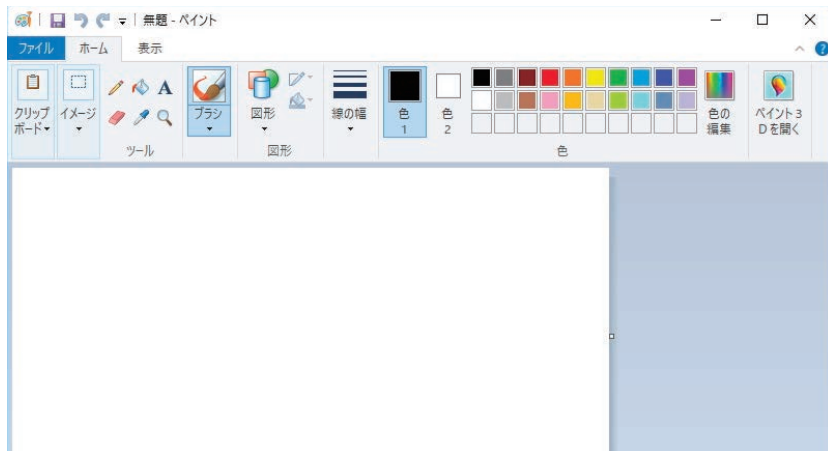 無題 - ペイント
ファイル ホーム 表示
クリップ
ボード
イメージ
A
ツール
ブラシ
図形
図形
線の幅
色
1
色
2
色の
編集
色
ペイント 3
D を開く